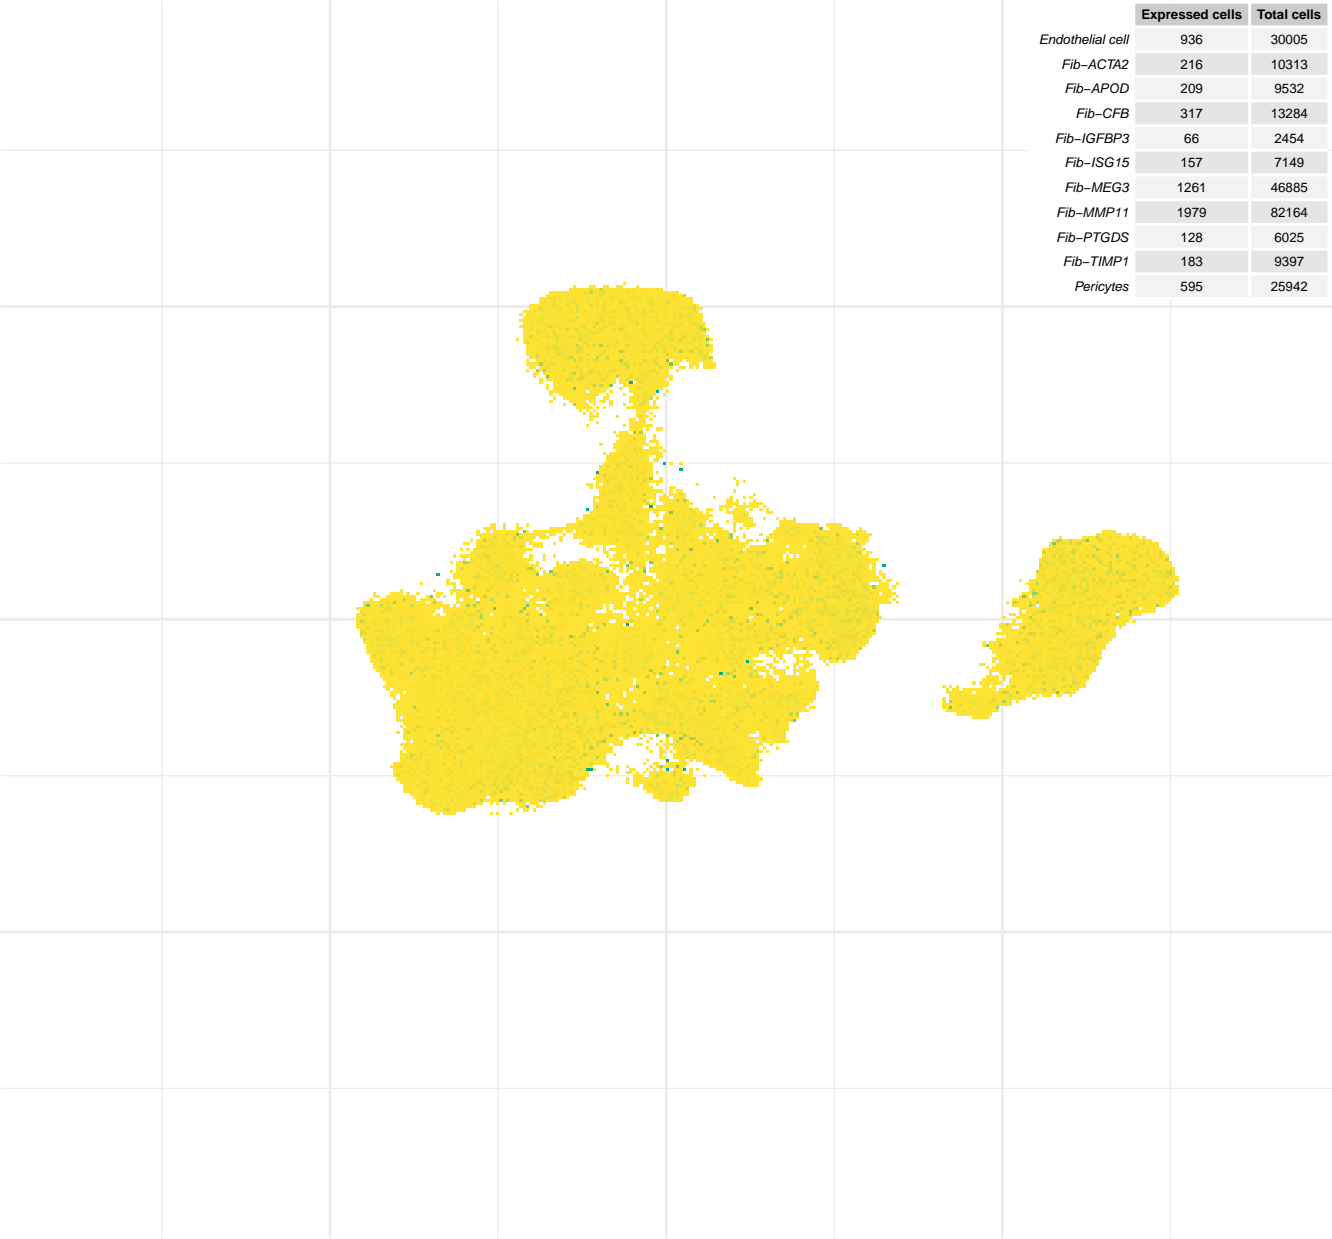 Expressed cells Total cells
Endothelial cell 936 30005
Fib−ACTA2 216 10313
Fib−APOD 209 9532
Fib−CFB 317 13284
Fib−IGFBP3 66 2454
Fib−ISG15 157 7149
Fib−MEG3 1261 46885
Fib−MMP11 1979 82164
Fib−PTGDS 128 6025
Fib−TIMP1 183 9397
Pericytes 595 25942